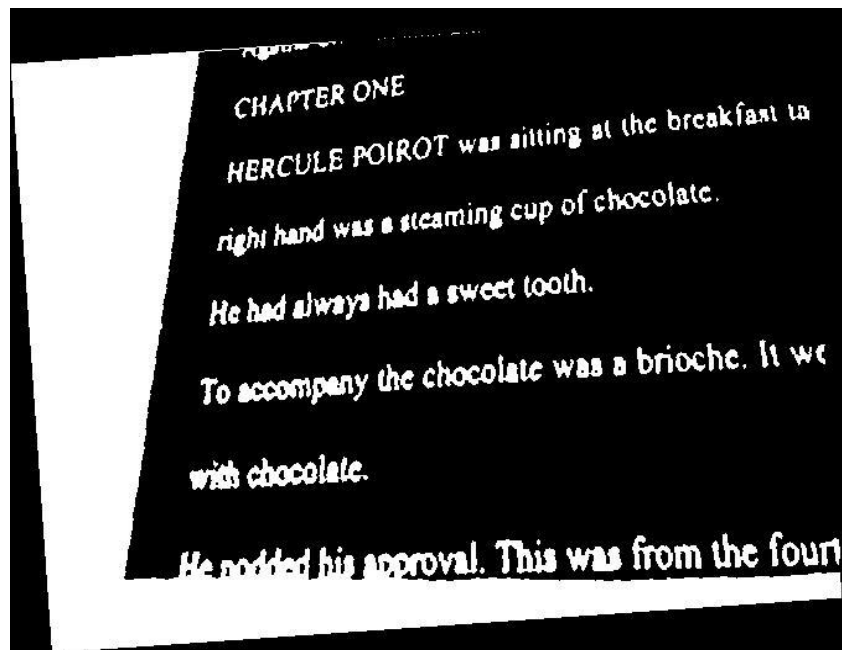 CHAPTER ONE
HERCULE POIROT was sitting at the breakfast ta
right hand was a steaming cup of chocolate.
He had always had a sweet tooth.
To accompany the chocolate was a brioche. It we
with chocolate.
He nodded his approval. This was from the fourt